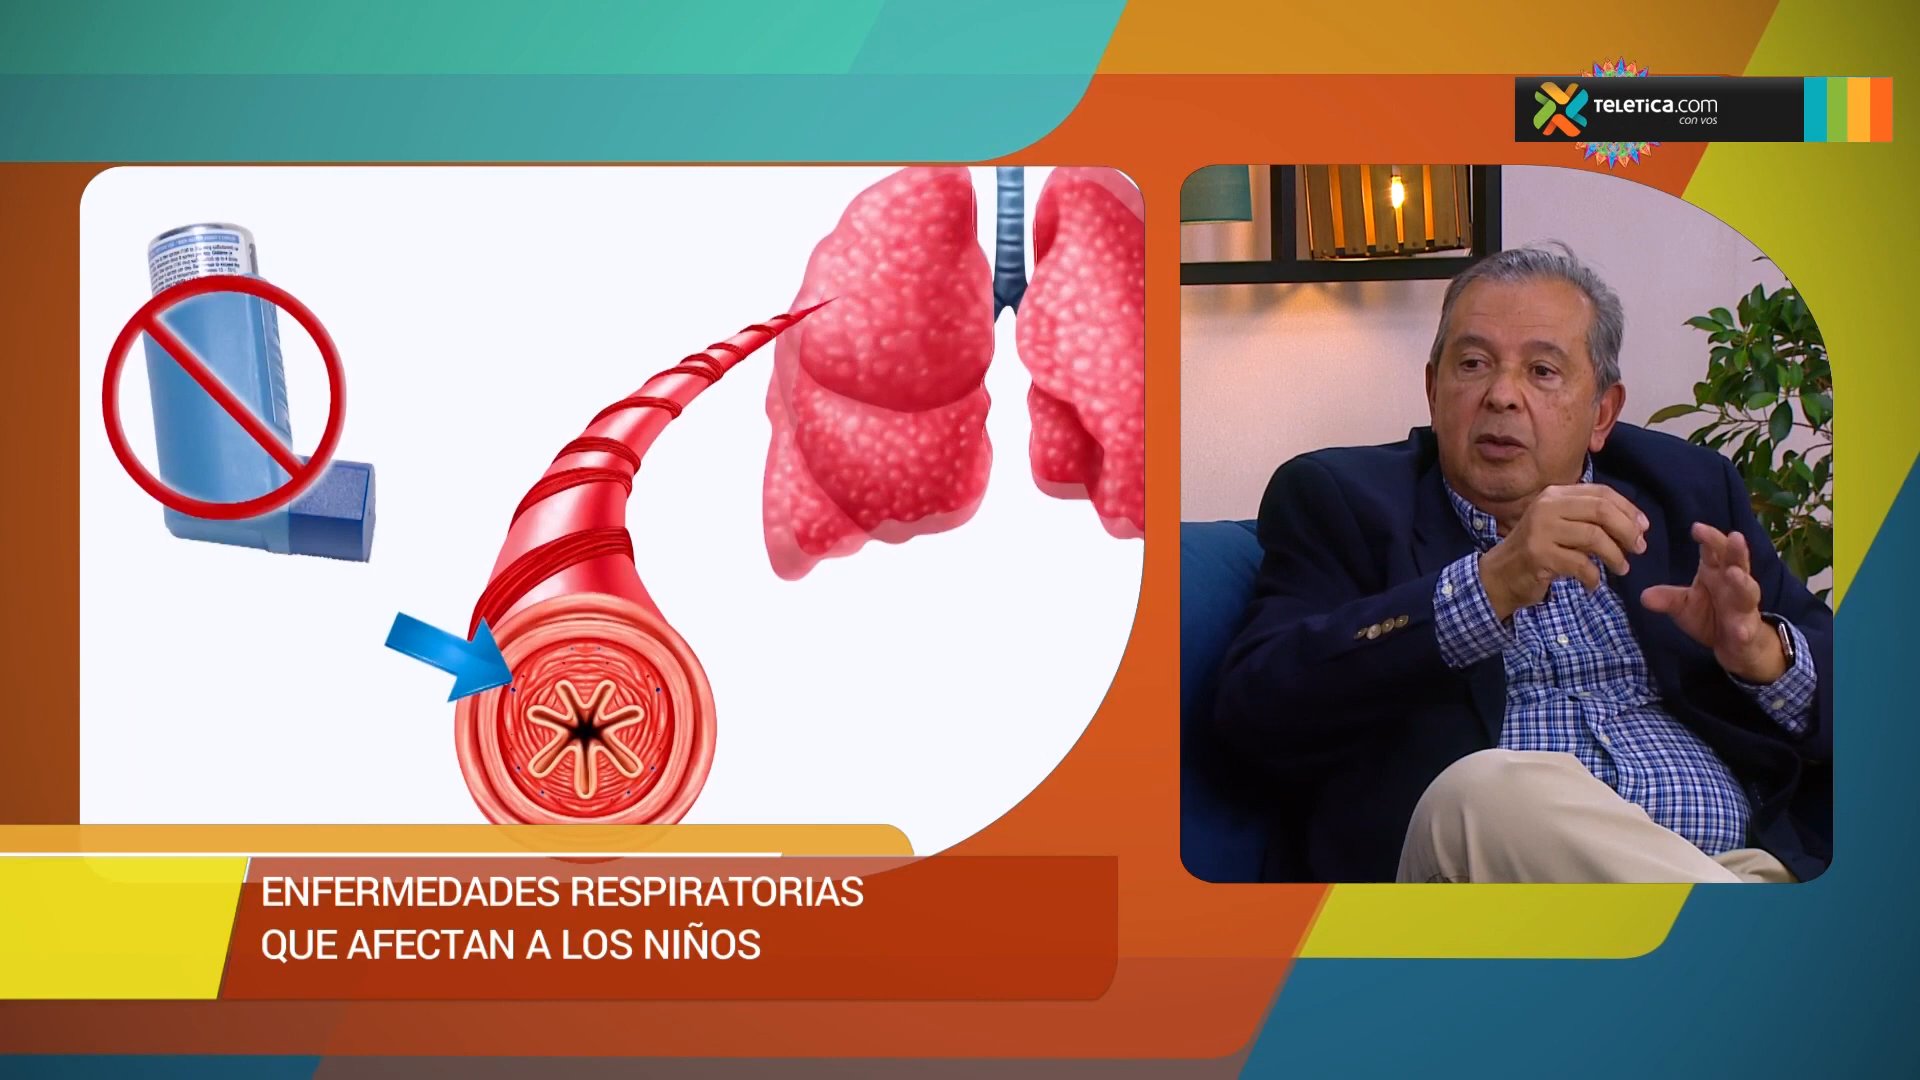 TELETICA.com
con vos
ENFERMEDADES RESPIRATORIAS
QUE AFECTAN A LOS NIÑOS